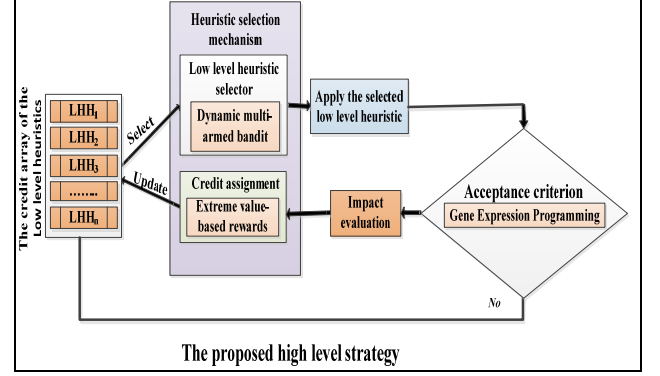 Heuristic selection
mechanism
Low level heuristic
selector
Dynamic multi-
armed bandit
Credit assignment
Extreme value-
based rewards
The credit array of the
Low level heuristics
LHH1
LHH2
LHH3
........
LHHn
Select
Update
Apply the selected
low level heuristic
Acceptance criterion
Gene Expression Programming
Impact
evaluation
No
The proposed high level strategy